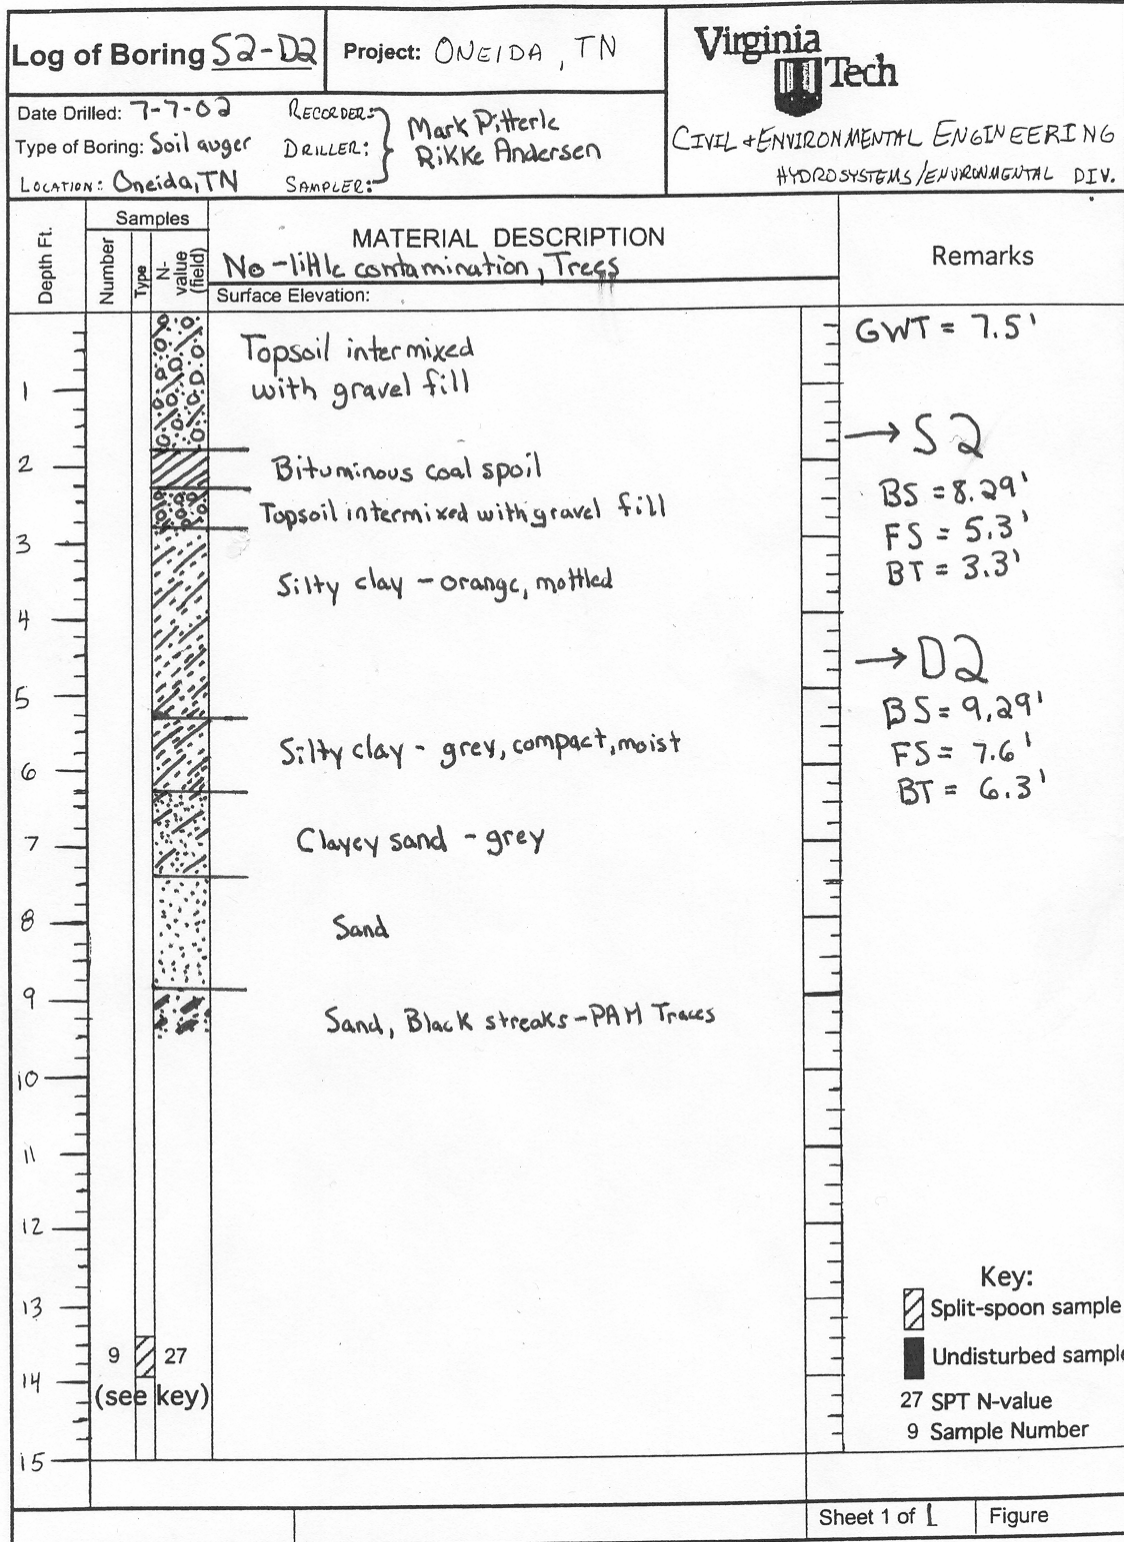 Log of Boring S2-D2
Project: ONEIDA, TN
Virginia
Tech
CIVIL + ENVIRONMENTAL ENGINEERING
HYDROSYSTEMS/ENVIRONMENTAL DIV.
Date Drilled: 7-7-02
Type of Boring: Soil auger
LOCATION: Oneida, TN
RECORDER:
DRILLER:
SAMPLER:
Mark Pitterle
Rikke Andersen
Depth Ft.
Samples
Number
Type
N-value (field)
MATERIAL DESCRIPTION
No-little contamination, Trees
Surface Elevation:
Remarks
Topsoil intermixed
with gravel fill
Bituminous coal spoil
Topsoil intermixed with gravel fill
Silty clay - orange, mottled
Silty clay - grey, compact, moist
Clayey sand - grey
Sand
Sand, Black streaks - PAH Traces
1
2
3
4
5
6
7
8
9
10
11
12
13
14
15
9 27
(see key)
GWT = 7.5'
→ S2
BS = 8.29'
FS = 5.3'
BT = 3.3'
→ D2
BS = 9.29'
FS = 7.6'
BT = 6.3'
Key:
Split-spoon sample
Undisturbed sample
27 SPT N-value
9 Sample Number
Sheet 1 of 1
Figure